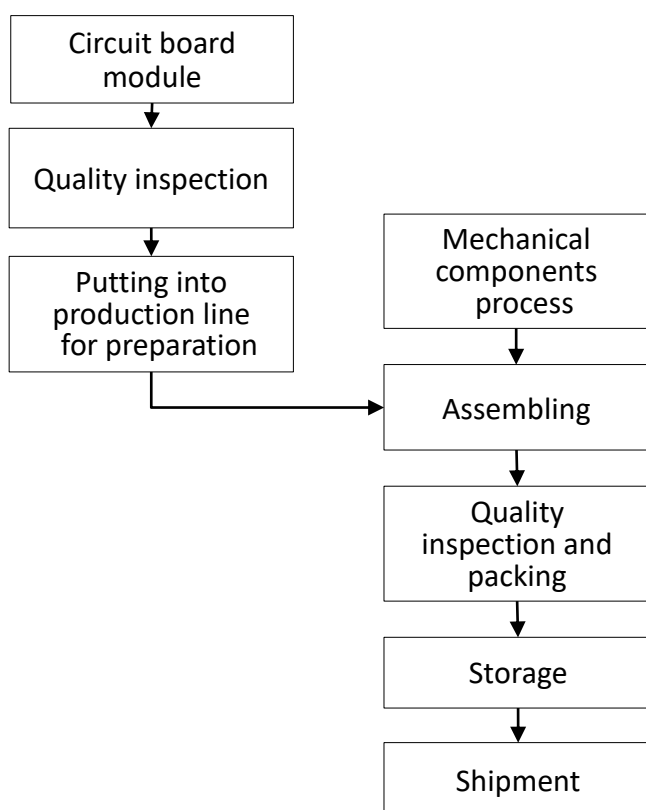 Circuit board
module
Quality inspection
Putting into
production line
for preparation
Mechanical
components
process
Assembling
Quality
inspection and
packing
Storage
Shipment